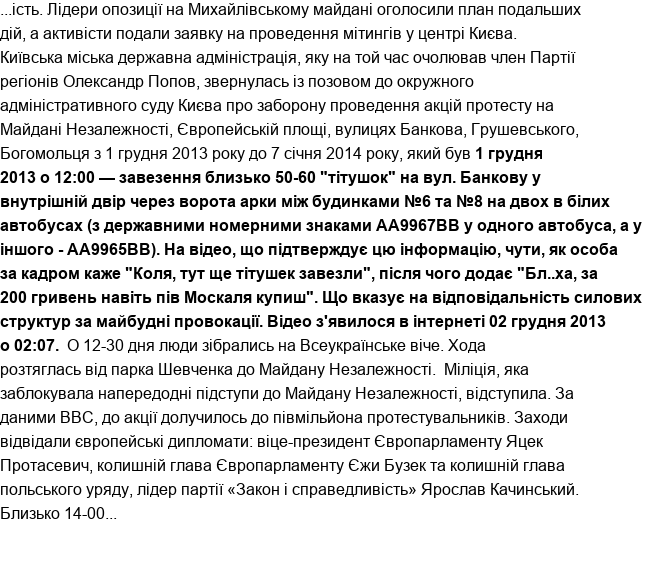 ...ість. Лідери опозиції на Михайлівському майдані оголосили план подальших
дій, а активісти подали заявку на проведення мітингів у центрі Києва.
Київська міська державна адміністрація, яку на той час очолював член Партії
регіонів Олександр Попов, звернулась із позовом до окружного
адміністративного суду Києва про заборону проведення акцій протесту на
Майдані Незалежності, Європейській площі, вулицях Банкова, Грушевського,
Богомольця з 1 грудня 2013 року до 7 січня 2014 року, який був 1 грудня
2013 о 12:00 — завезення близько 50-60 "тітушок" на вул. Банкову у
внутрішній двір через ворота арки між будинками №6 та №8 на двох в білих
автобусах (з державними номерними знаками АА9967ВВ у одного автобуса, а у
іншого - АА9965ВВ). На відео, що підтверджує цю інформацію, чути, як особа
за кадром каже "Коля, тут ще тітушек завезли", після чого додає "Бл..ха, за
200 гривень навіть пів Москаля купиш". Що вказує на відповідальність силових
структур за майбудні провокації. Відео з'явилося в інтернеті 02 грудня 2013
о 02:07.  О 12-30 дня люди зібрались на Всеукраїнське віче. Хода
розтяглась від парка Шевченка до Майдану Незалежності.  Міліція, яка
заблокувала напередодні підступи до Майдану Незалежності, відступила. За
даними BBC, до акції долучилось до півмільйона протестувальників. Заходи
відвідали європейські дипломати: віце-президент Європарламенту Яцек
Протасевич, колишній глава Європарламенту Єжи Бузек та колишній глава
польського уряду, лідер партії «Закон і справедливість» Ярослав Качинський.
Близько 14-00...